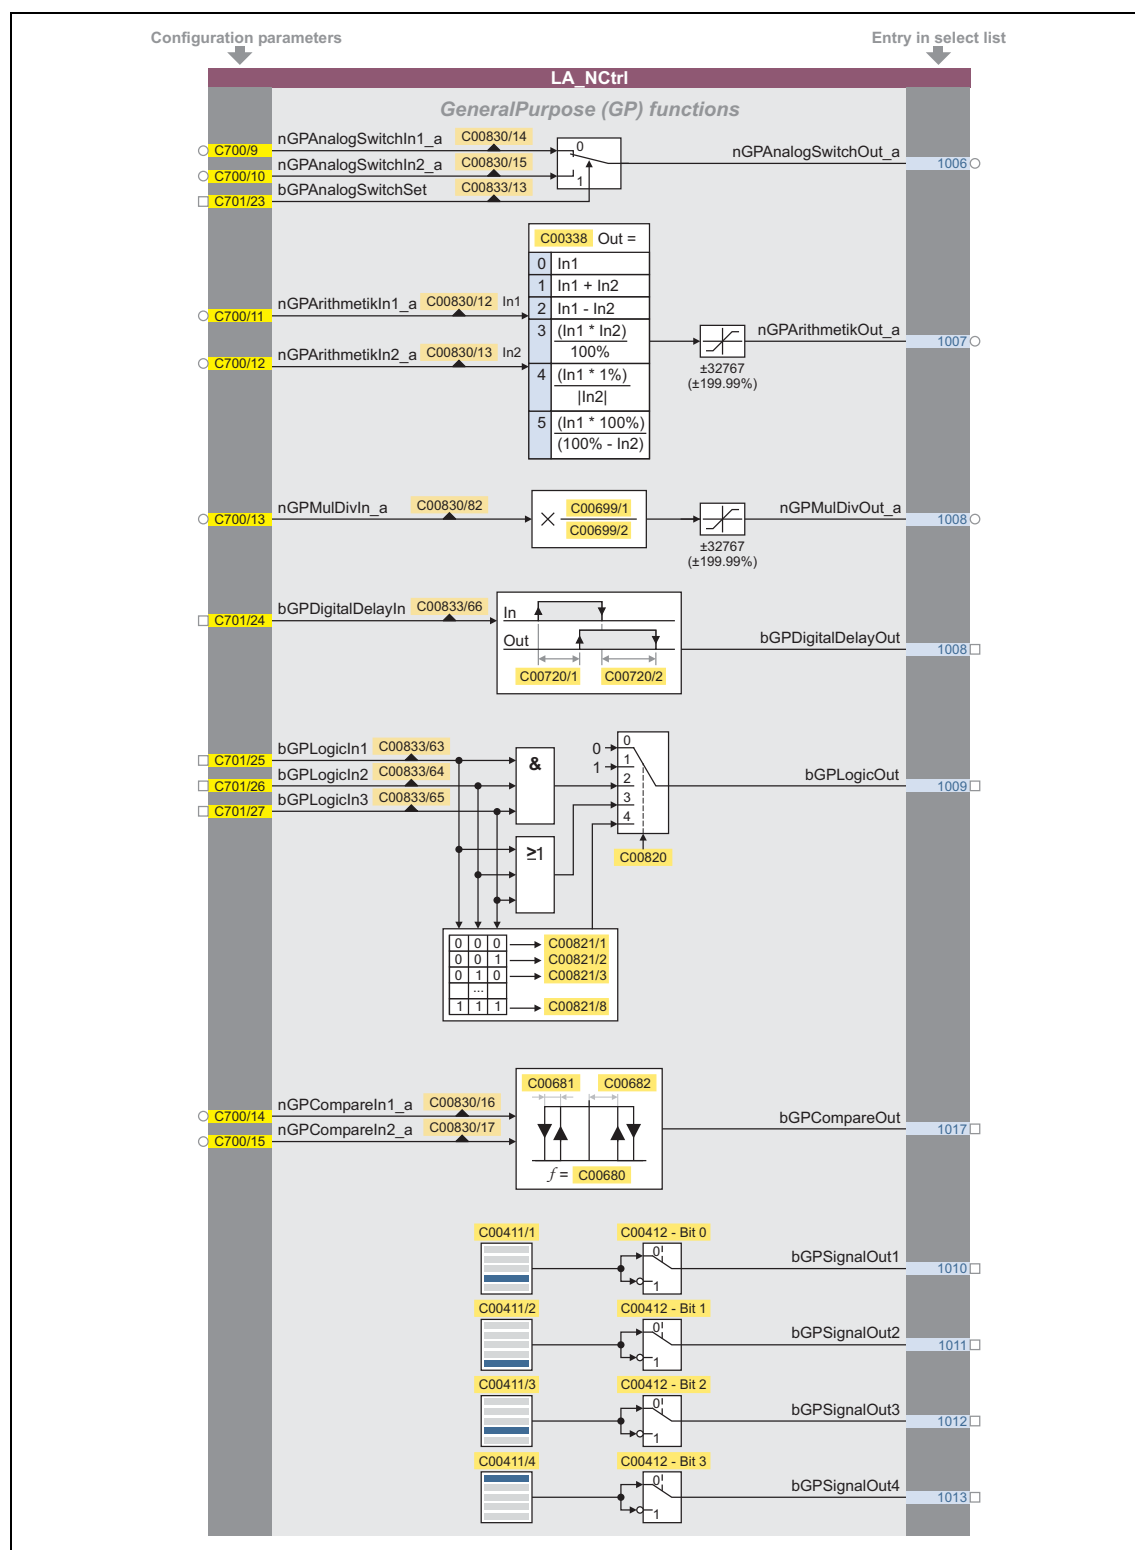 Configuration parameters
Entry in select list
LA_NCtrl
GeneralPurpose (GP) functions
nGPAnalogSwitchIn1_a C00830/14
C700/9
nGPAnalogSwitchIn2_a C00830/15
C700/10
bGPAnalogSwitchSet C00833/13
C701/23
0
1
nGPAnalogSwitchOut_a
1006
C00338 Out =
0 In1
1 In1 + In2
2 In1 - In2
3 (In1 * In2)
100%
4 (In1 * 1%)
|In2|
5 (In1 * 100%)
(100% - In2)
nGPArithmetikIn1_a C00830/12 In1
C700/11
nGPArithmetikIn2_a C00830/13 In2
C700/12
±32767
(±199.99%)
nGPArithmetikOut_a
1007
nGPMulDivIn_a C00830/82
C700/13
× C00699/1
C00699/2
±32767
(±199.99%)
nGPMulDivOut_a
1008
bGPDigitalDelayIn C00833/66
C701/24
In
Out
C00720/1 C00720/2
bGPDigitalDelayOut
1008
bGPLogicIn1 C00833/63
C701/25
bGPLogicIn2 C00833/64
C701/26
bGPLogicIn3 C00833/65
C701/27
&
≥1
0 0
1 1
2
3
4
C00820
bGPLogicOut
1009
0 0 0 C00821/1
0 0 1 C00821/2
0 1 0 C00821/3
...
1 1 1 C00821/8
nGPCompareIn1_a C00830/16
C700/14
nGPCompareIn2_a C00830/17
C700/15
C00681 C00682
f = C00680
bGPCompareOut
1017
C00411/1 C00412 - Bit 0
0
1
bGPSignalOut1
1010
C00411/2 C00412 - Bit 1
0
1
bGPSignalOut2
1011
C00411/3 C00412 - Bit 2
0
1
bGPSignalOut3
1012
C00411/4 C00412 - Bit 3
0
1
bGPSignalOut4
1013